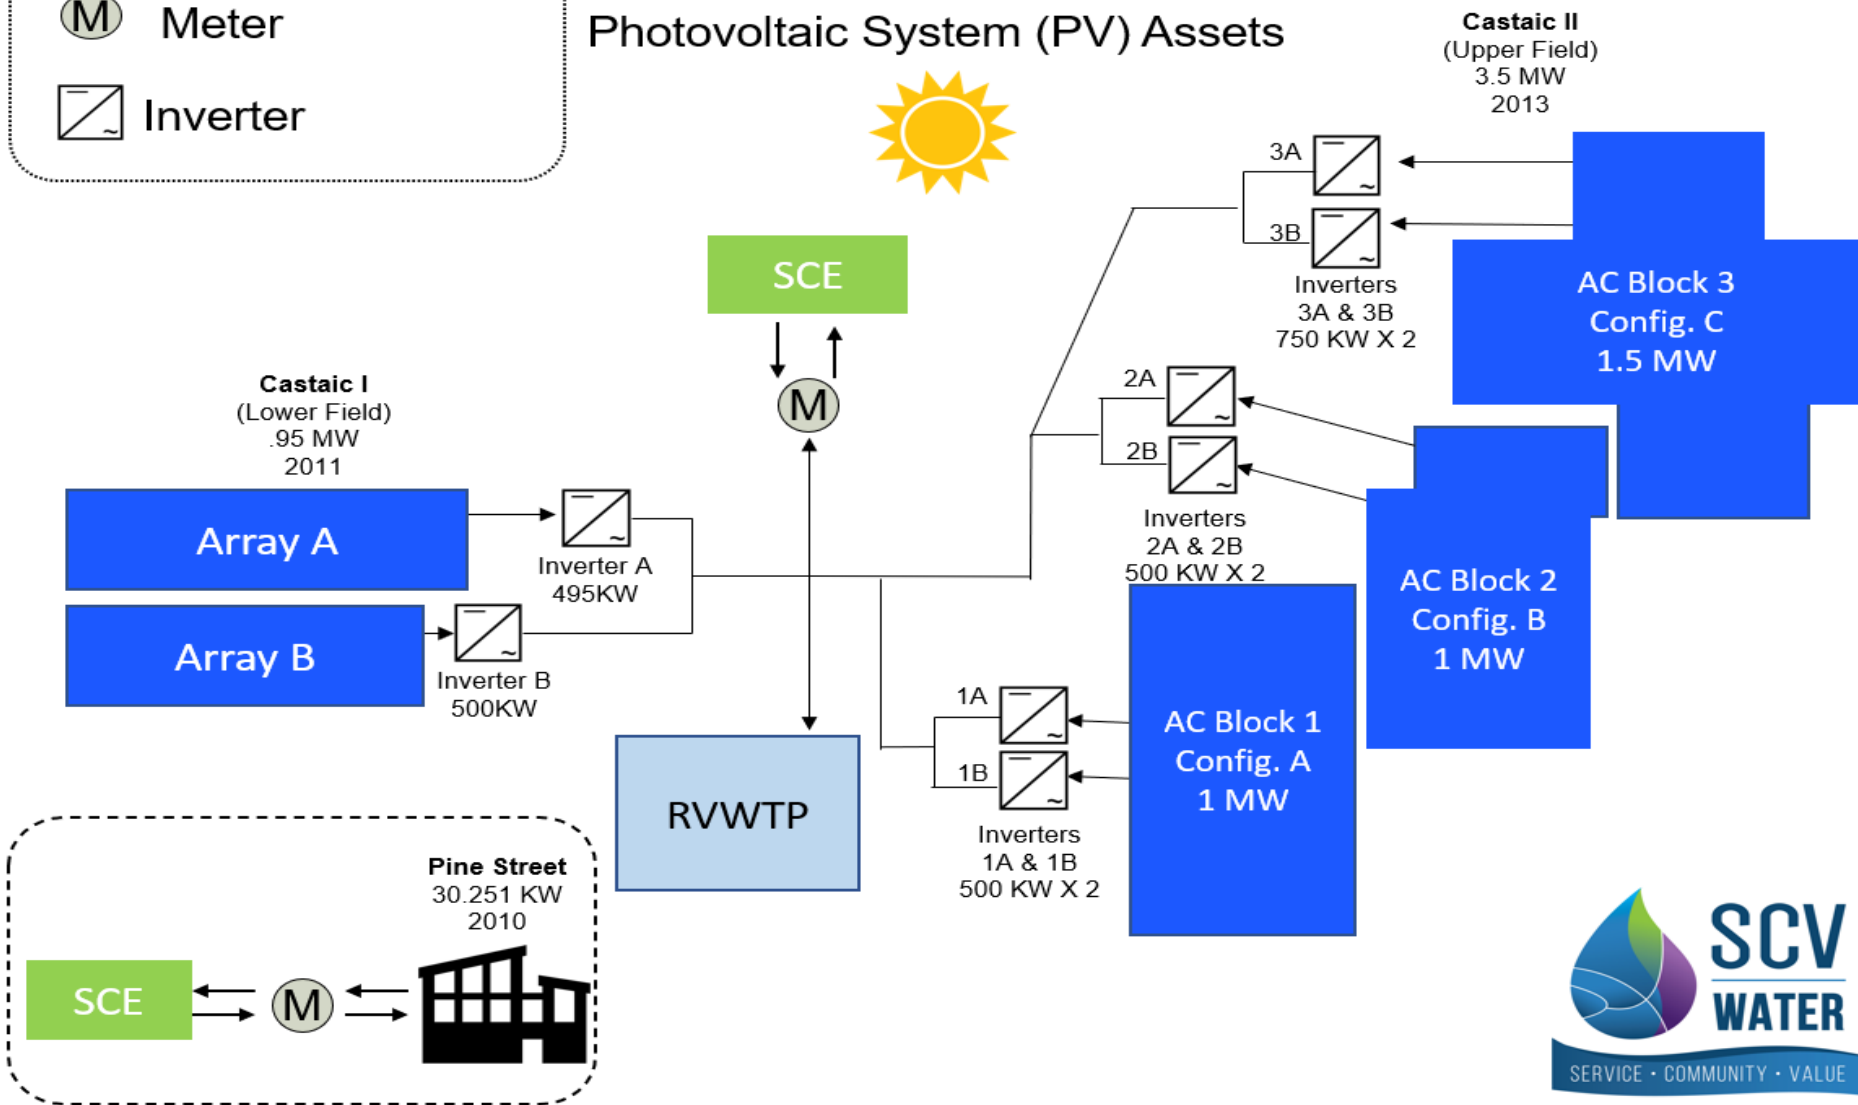 M Meter
Inverter
Photovoltaic System (PV) Assets
Castaic II
(Upper Field)
3.5 MW
2013
3A
3B
Inverters
3A & 3B
750 KW X 2
AC Block 3
Config. C
1.5 MW
SCE
M
Castaic I
(Lower Field)
.95 MW
2011
Array A
Inverter A
495KW
Array B
Inverter B
500KW
2A
2B
Inverters
2A & 2B
500 KW X 2
AC Block 2
Config. B
1 MW
1A
1B
Inverters
1A & 1B
500 KW X 2
AC Block 1
Config. A
1 MW
RVWTP
Pine Street
30.251 KW
2010
SCE
M
SCV
WATER
SERVICE • COMMUNITY • VALUE